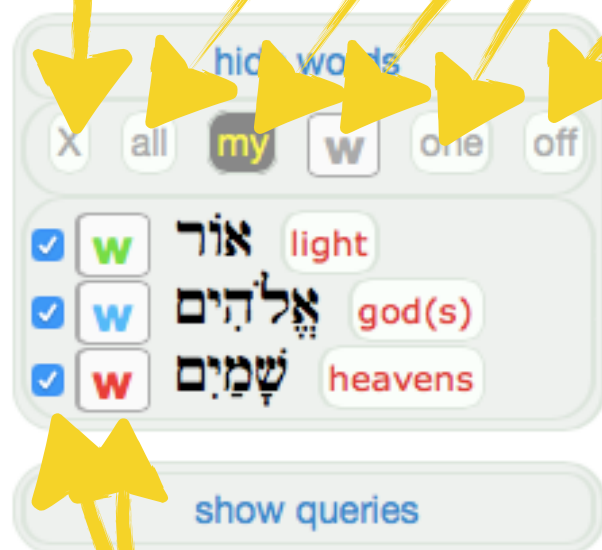 hide words
X all my w one off
w אוֹר light
w אֱלֹהִים god(s)
w שָׁמַיִם heavens
show queries